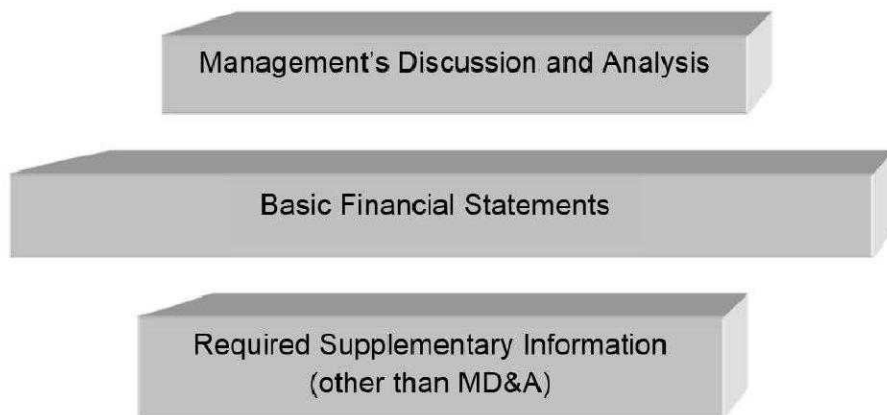 Management's Discussion and Analysis
Basic Financial Statements
Required Supplementary Information
(other than MD&A)